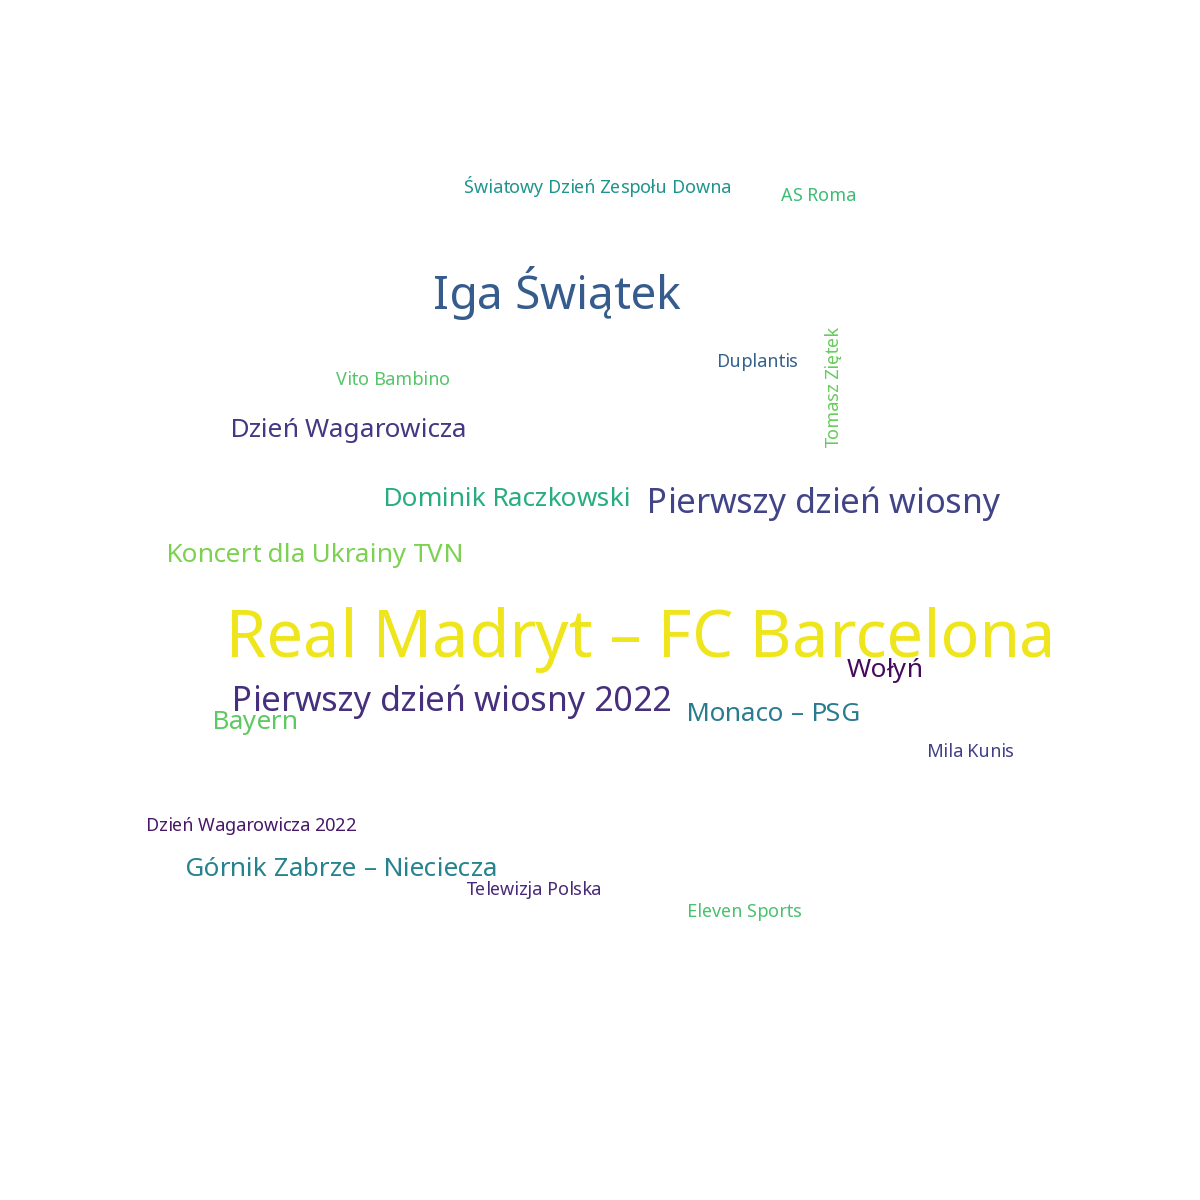 Światowy Dzień Zespołu Downa
AS Roma
Iga Świątek
Duplantis
Tomasz Ziętek
Vito Bambino
Dzień Wagarowicza
Dominik Raczkowski
Pierwszy dzień wiosny
Koncert dla Ukrainy TVN
Real Madryt – FC Barcelona
Wołyń
Pierwszy dzień wiosny 2022
Monaco – PSG
Bayern
Mila Kunis
Dzień Wagarowicza 2022
Górnik Zabrze – Nieciecza
Telewizja Polska
Eleven Sports